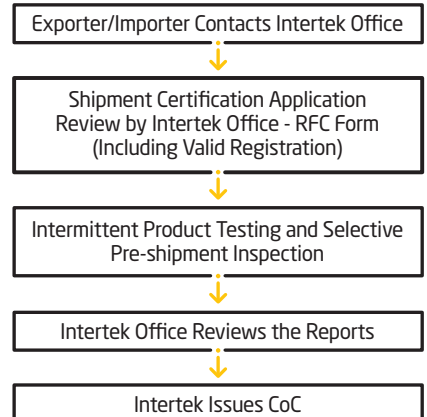 Exporter/Importer Contacts Intertek Office
Shipment Certification Application
Review by Intertek Office - RFC Form
(Including Valid Registration)
Intermittent Product Testing and Selective
Pre-shipment Inspection
Intertek Office Reviews the Reports
Intertek Issues CoC